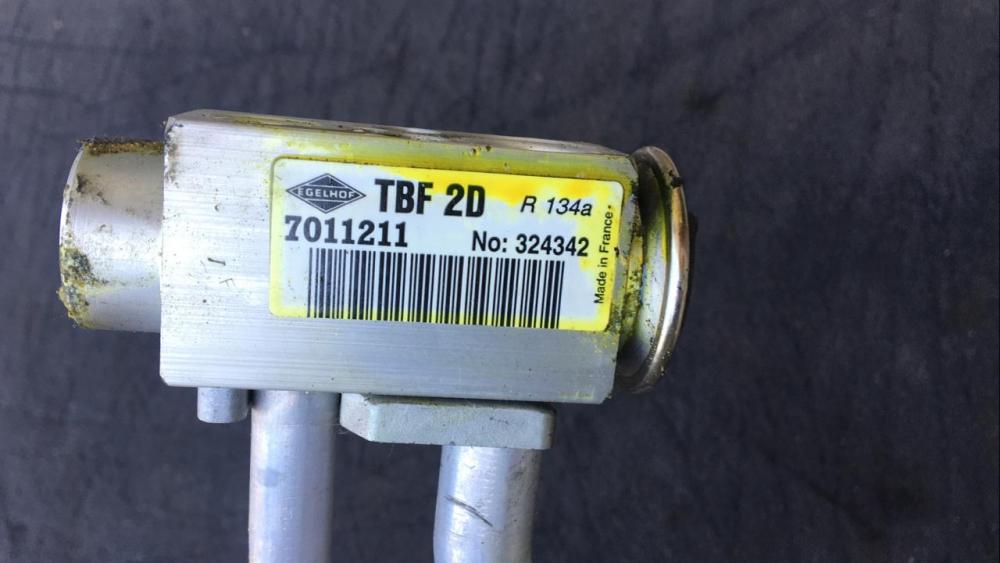 EGELHOF TBF 2D R 134a
7011211 No: 324342
Made in France